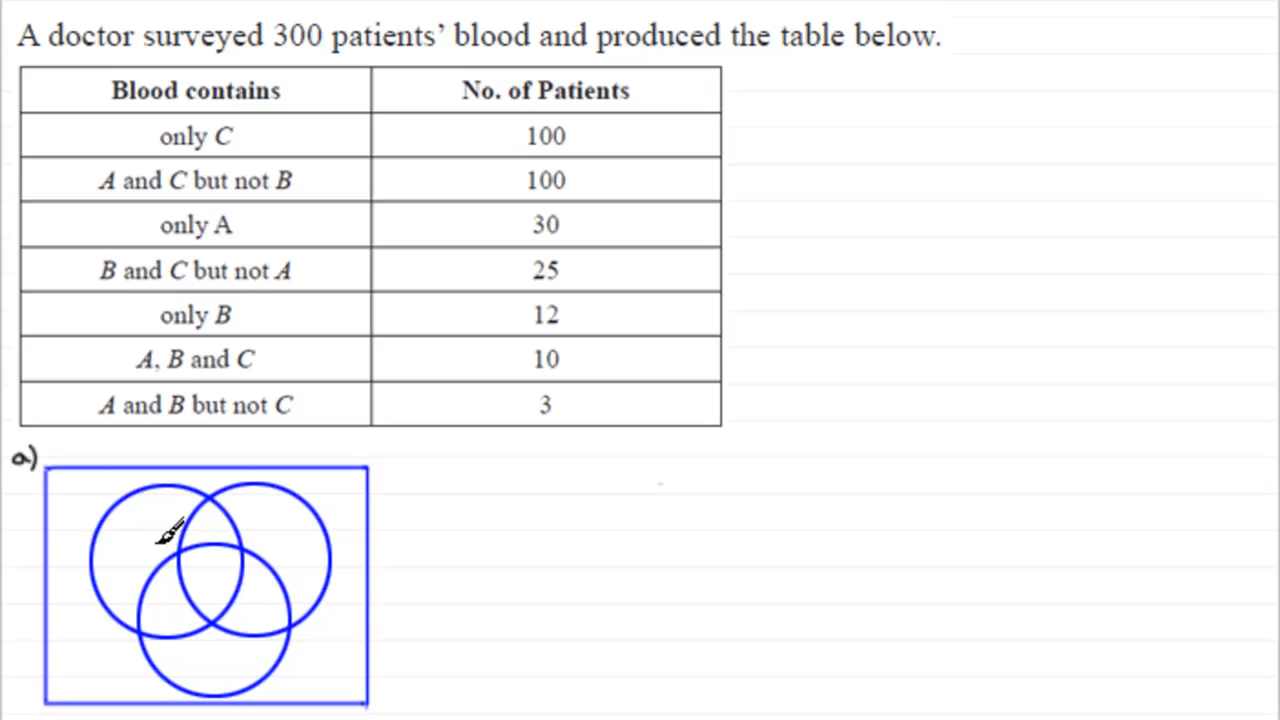 A doctor surveyed 300 patients’ blood and produced the table below.
Blood contains No. of Patients
only C 100
A and C but not B 100
only A 30
B and C but not A 25
only B 12
A, B and C 10
A and B but not C 3
a)